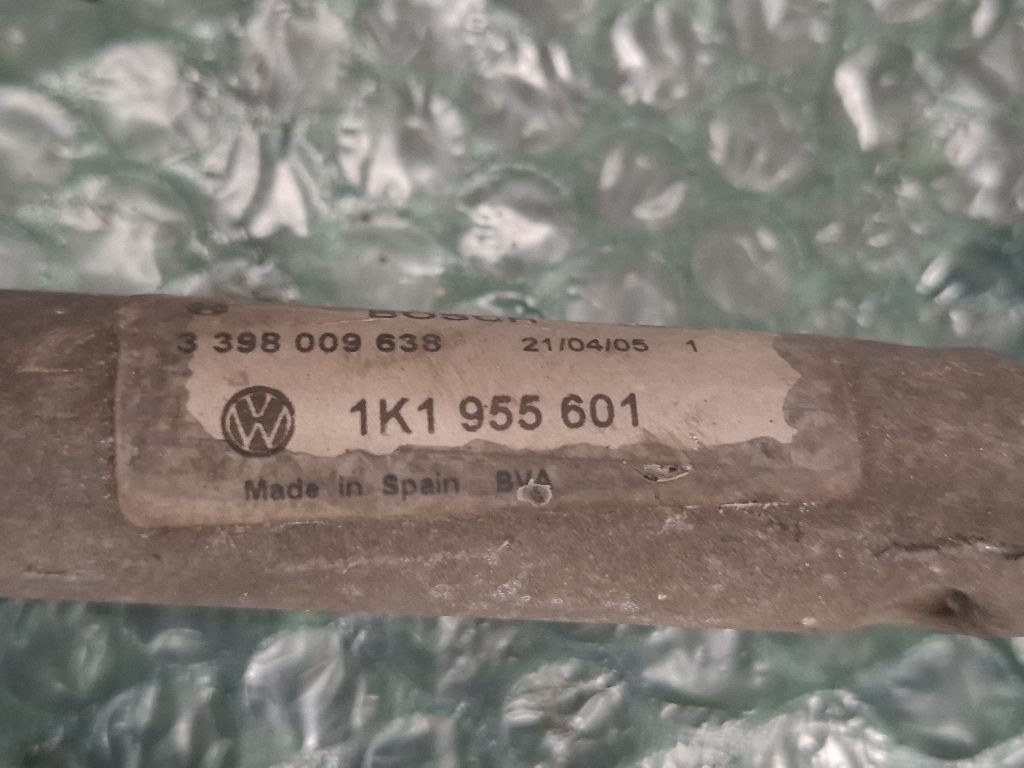 BOSCH
3 398 009 638 21/04/05 1
1K1 955 601
Made in Spain BVA